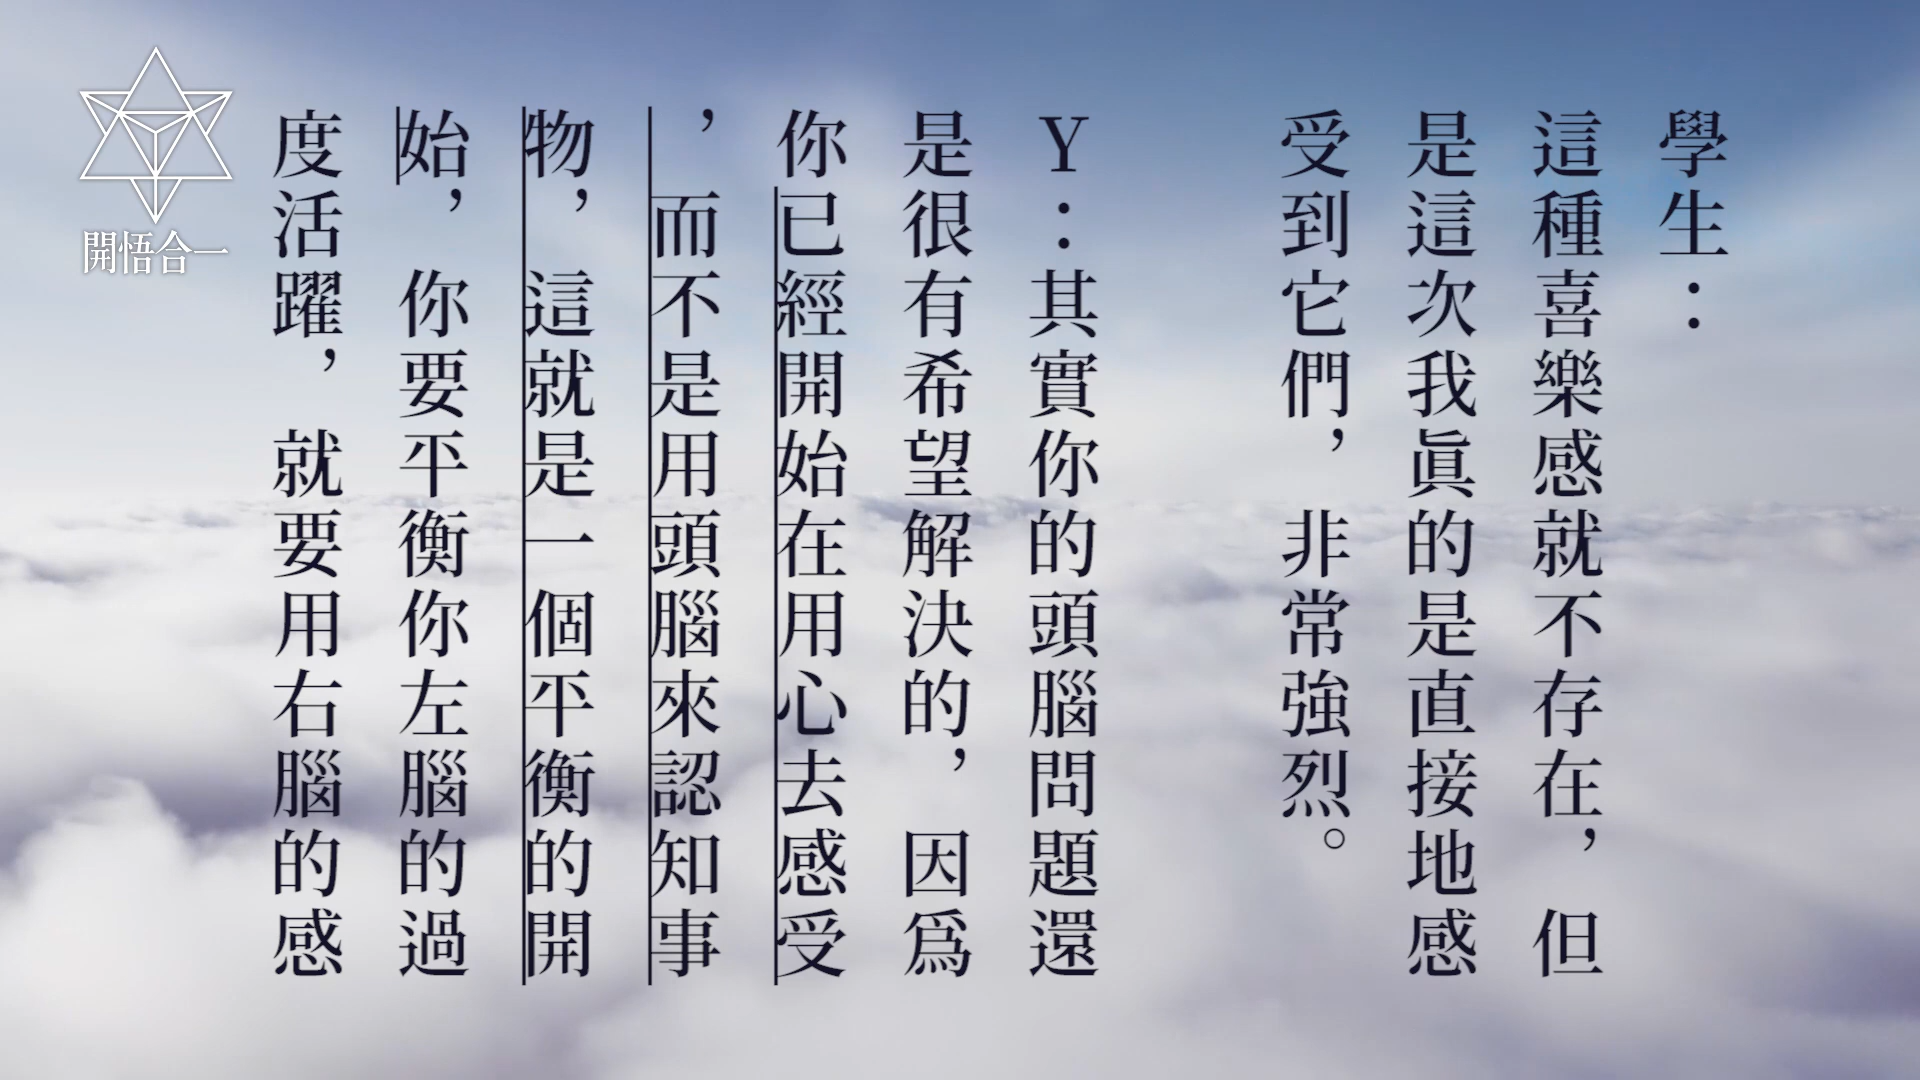 學生：
這種喜樂感就不存在，但
是這次我眞的是直接地感
受到它們，非常強烈。
Y：其實你的頭腦問題還
是很有希望解決的，因爲
你已經開始在用心去感受
，而不是用頭腦來認知事
物，這就是一個平衡的開
始，你要平衡你左腦的過
度活躍，就要用右腦的感
開悟合一